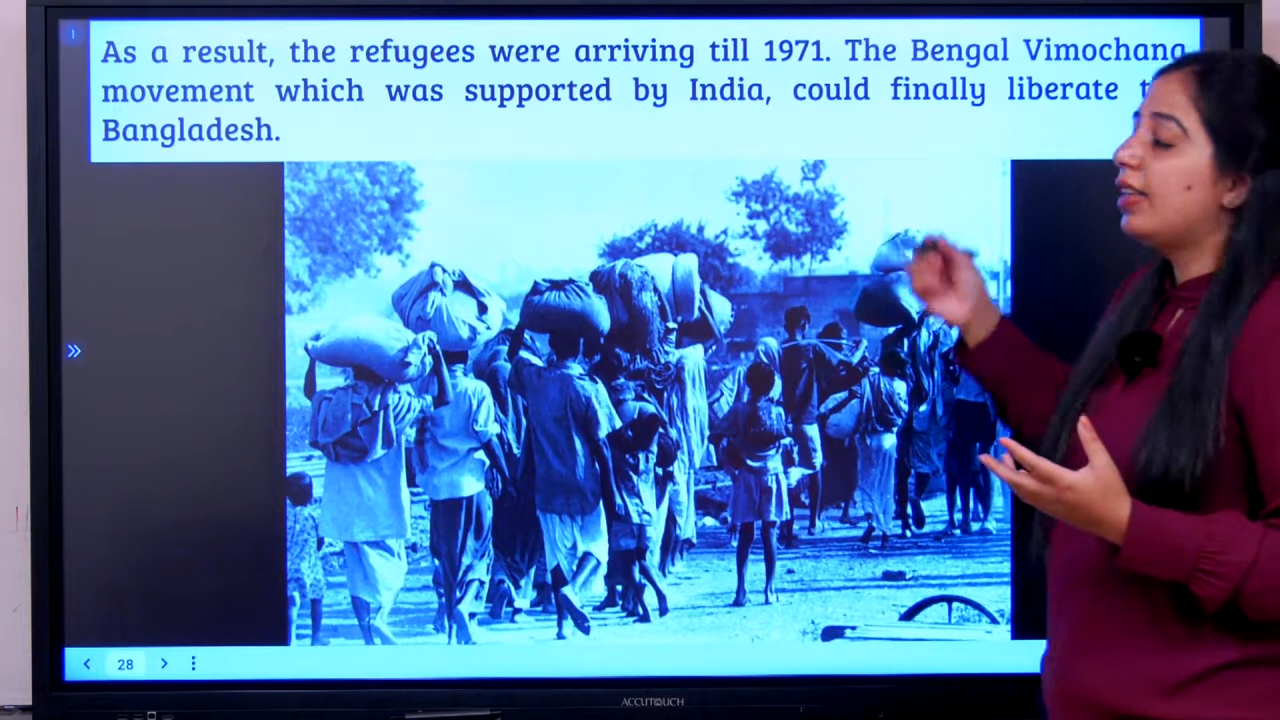 As a result, the refugees were arriving till 1971. The Bengal Vimochana
movement which was supported by India, could finally liberate
Bangladesh.
28
ACCUTOUCH